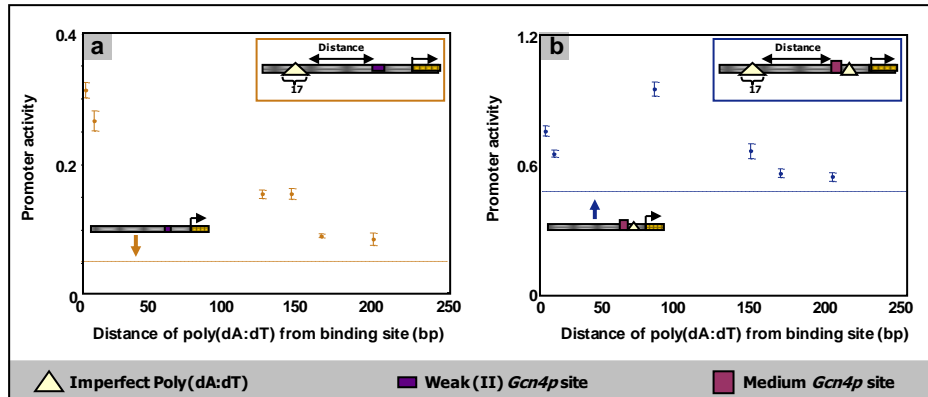 a
0.4
0.2
0
Promoter activity
Distance
17
0 50 100 150 200 250
Distance of poly(dA:dT) from binding site (bp)
b
1.2
0.6
0
Promoter activity
Distance
17
0 50 100 150 200 250
Distance of poly(dA:dT) from binding site (bp)
Imperfect Poly(dA:dT) Weak (II) Gcn4p site Medium Gcn4p site